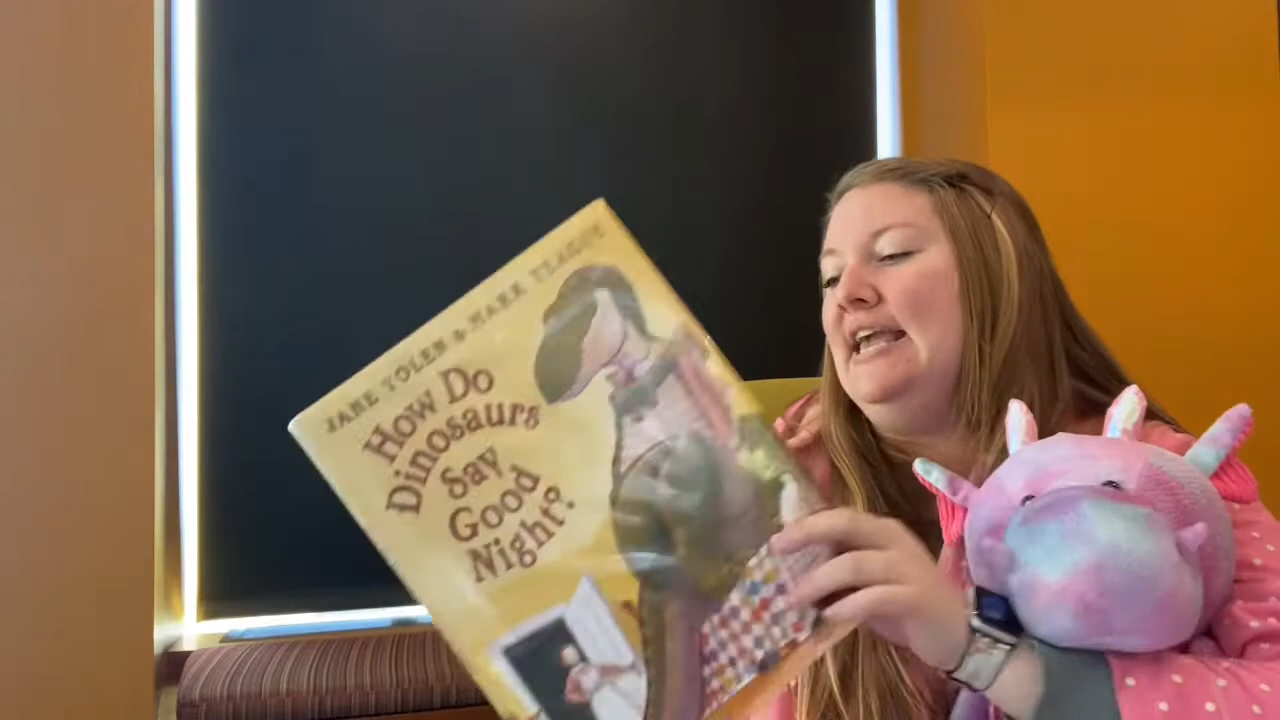 JANE YOLEN & MARK TEAGUE
How Do
Dinosaurs
Say
Good
Night?